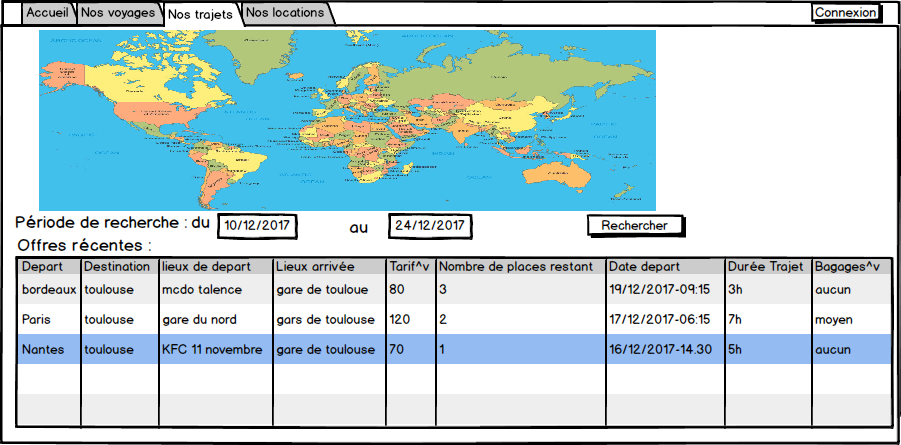 Accueil Nos voyages Nos trajets Nos locations Connexion
Période de recherche : du 10/12/2017 au 24/12/2017 Rechercher
Offres récentes :
Depart Destination lieux de depart Lieux arrivée Tarif^v Nombre de places restant Date depart Durée Trajet Bagages^v
bordeaux toulouse mcdo talence gare de touloue 80 3 19/12/2017-09:15 3h aucun
Paris toulouse gare du nord gars de toulouse 120 2 17/12/2017-06:15 7h moyen
Nantes toulouse KFC 11 novembre gare de toulouse 70 1 16/12/2017-14.30 5h aucun